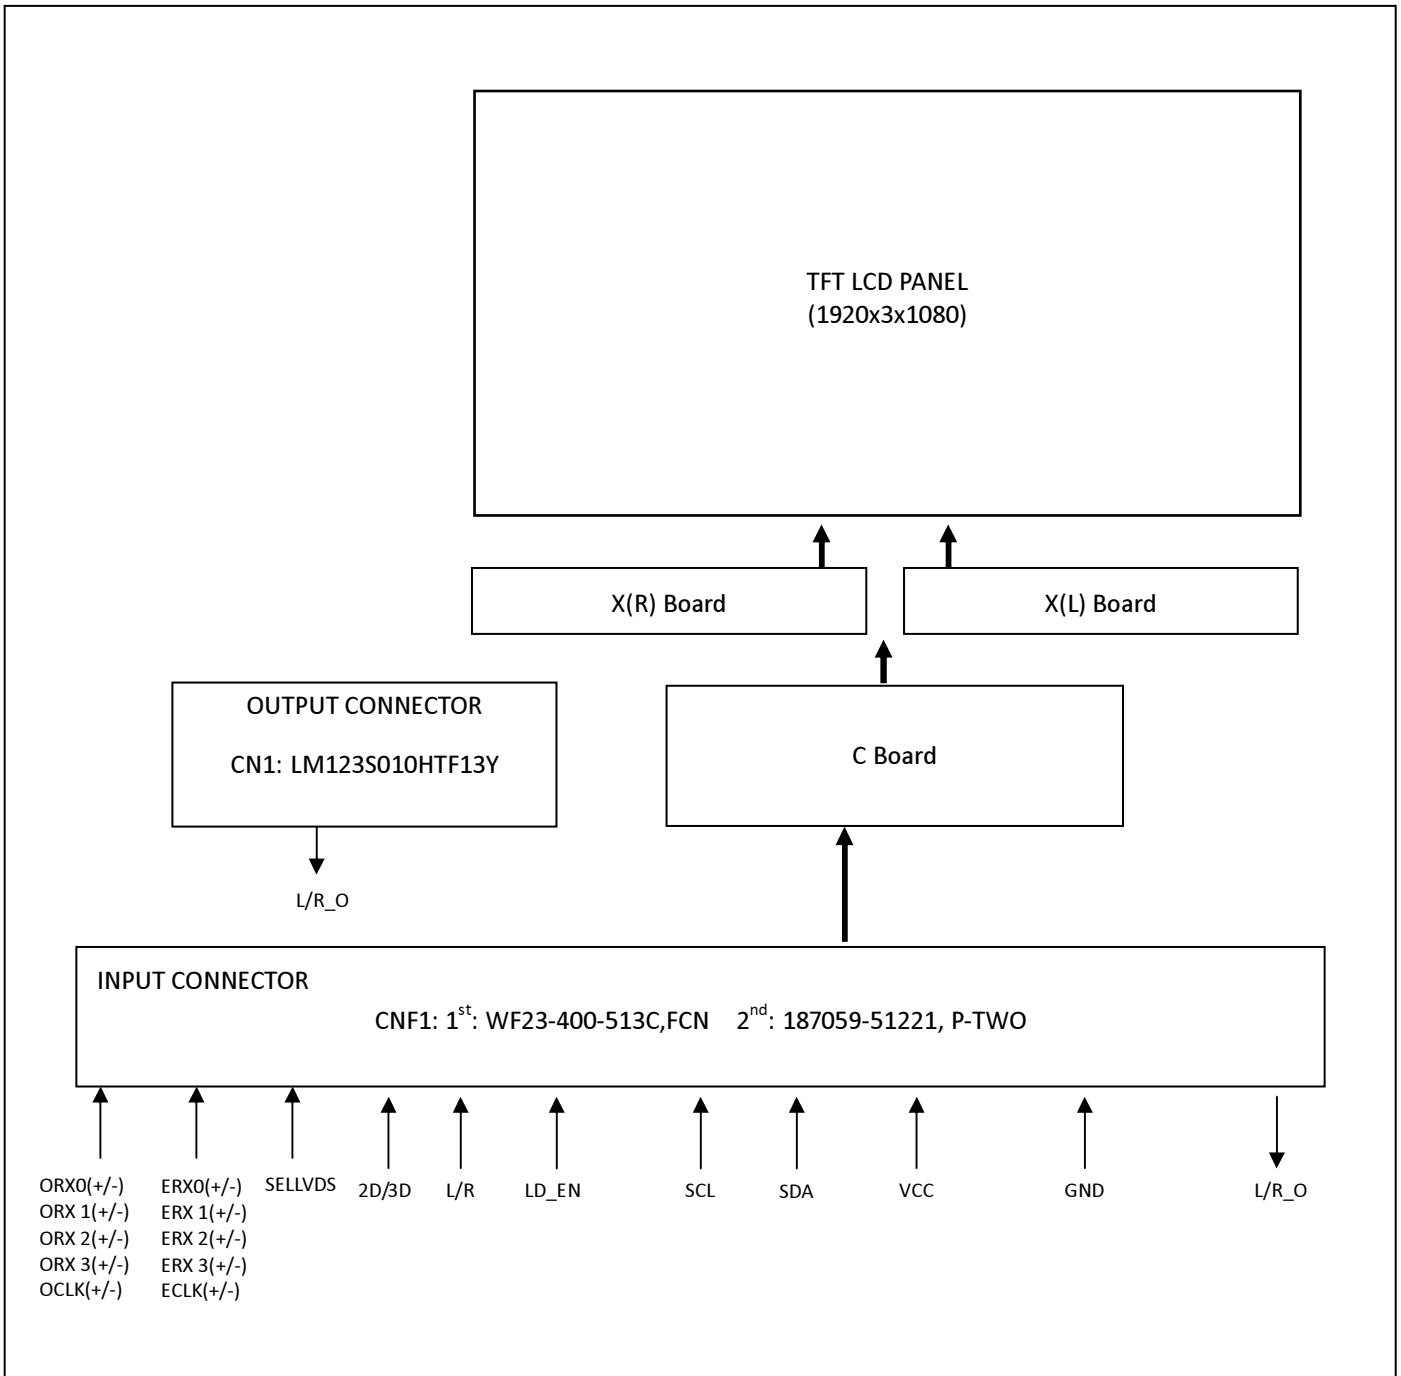 TFT LCD PANEL
(1920x3x1080)
X(R) Board
X(L) Board
OUTPUT CONNECTOR
CN1: LM123S010HTF13Y
C Board
L/R_O
INPUT CONNECTOR
CNF1: 1st: WF23-400-513C,FCN 2nd: 187059-51221, P-TWO
ORX0(+/-)
ORX 1(+/-)
ORX 2(+/-)
ORX 3(+/-)
OCLK(+/-)
ERX0(+/-)
ERX 1(+/-)
ERX 2(+/-)
ERX 3(+/-)
ECLK(+/-)
SELLVDS
2D/3D
L/R
LD_EN
SCL
SDA
VCC
GND
L/R_O